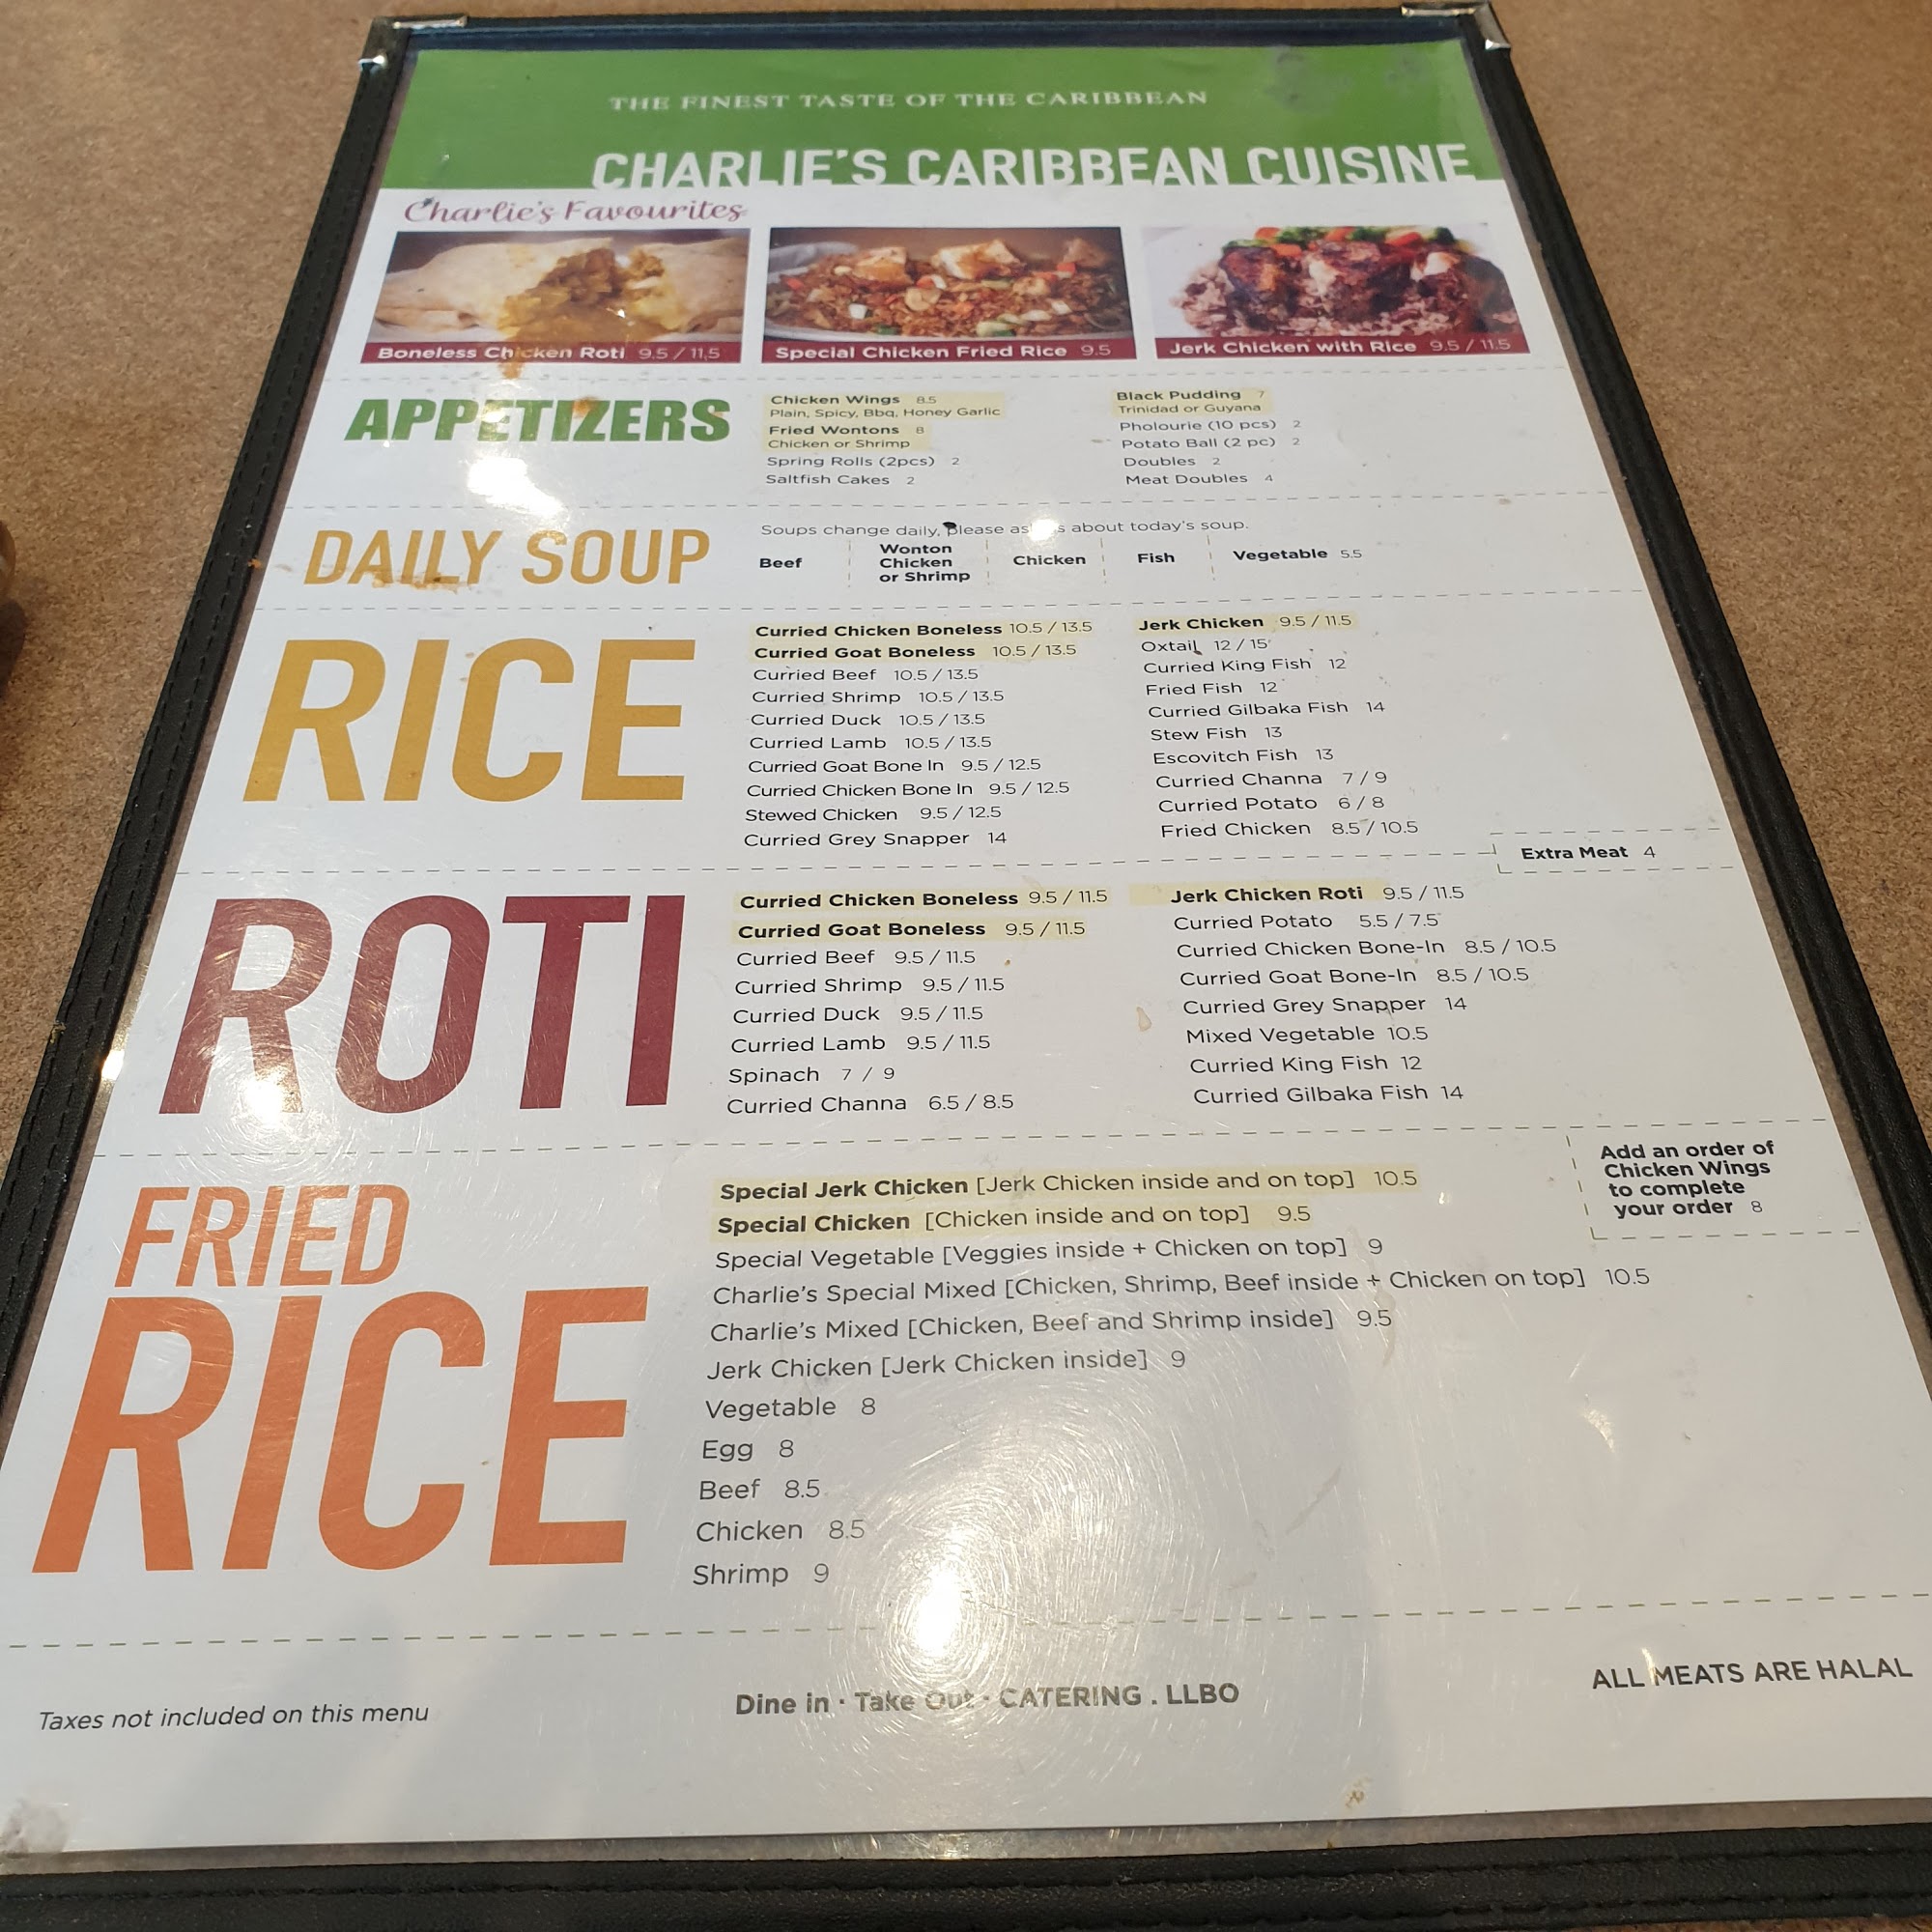 THE FINEST TASTE OF THE CARIBBEAN
CHARLIE'S CARIBBEAN CUISINE
Charlie's Favourites
Boneless Chicken Roti 9.5 / 11.5
Special Chicken Fried Rice 9.5
Jerk Chicken with Rice 9.5 / 11.5
APPETIZERS
Chicken Wings 8.5
Plain, Spicy, Bbq, Honey Garlic
Fried Wontons 8
Chicken or Shrimp
Spring Rolls (2pcs) 2
Saltfish Cakes 2
Black Pudding 7
Trinidad or Guyana
Pholourie (10 pcs) 2
Potato Ball (2 pc) 2
Doubles 2
Meat Doubles 4
DAILY SOUP
Soups change daily, please as s about today's soup.
Beef
Wonton
Chicken
or Shrimp
Chicken
Fish
Vegetable 5.5
RICE
Curried Chicken Boneless 10.5 / 13.5
Curried Goat Boneless 10.5 / 13.5
Curried Beef 10.5 / 13.5
Curried Shrimp 10.5 / 13.5
Curried Duck 10.5 / 13.5
Curried Lamb 10.5 / 13.5
Curried Goat Bone In 9.5 / 12.5
Curried Chicken Bone In 9.5 / 12.5
Stewed Chicken 9.5 / 12.5
Curried Grey Snapper 14
Jerk Chicken 9.5 / 11.5
Oxtail 12 / 15
Curried King Fish 12
Fried Fish 12
Curried Gilbaka Fish 14
Stew Fish 13
Escovitch Fish 13
Curried Channa 7 / 9
Curried Potato 6 / 8
Fried Chicken 8.5 / 10.5
Extra Meat 4
ROTI
Curried Chicken Boneless 9.5 / 11.5
Curried Goat Boneless 9.5 / 11.5
Curried Beef 9.5 / 11.5
Curried Shrimp 9.5 / 11.5
Curried Duck 9.5 / 11.5
Curried Lamb 9.5 / 11.5
Spinach 7 / 9
Curried Channa 6.5 / 8.5
Jerk Chicken Roti 9.5 / 11.5
Curried Potato 5.5 / 7.5
Curried Chicken Bone-In 8.5 / 10.5
Curried Goat Bone-In 8.5 / 10.5
Curried Grey Snapper 14
Mixed Vegetable 10.5
Curried King Fish 12
Curried Gilbaka Fish 14
FRIED
RICE
Special Jerk Chicken [Jerk Chicken inside and on top] 10.5
Special Chicken [Chicken inside and on top] 9.5
Special Vegetable [Veggies inside + Chicken on top] 9
Charlie's Special Mixed [Chicken, Shrimp, Beef inside + Chicken on top] 10.5
Charlie's Mixed [Chicken, Beef and Shrimp inside] 9.5
Jerk Chicken [Jerk Chicken inside] 9
Vegetable 8
Egg 8
Beef 8.5
Chicken 8.5
Shrimp 9
Add an order of
Chicken Wings
to complete
your order 8
Taxes not included on this menu
Dine in · Take Out · CATERING . LLBO
ALL MEATS ARE HALAL